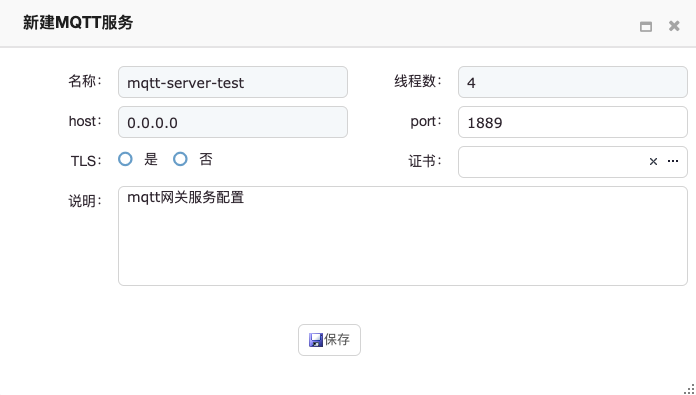 新建MQTT服务
名称： mqtt-server-test 线程数： 4
host： 0.0.0.0 port： 1889
TLS： 是 否 证书：
说明： mqtt网关服务配置
保存